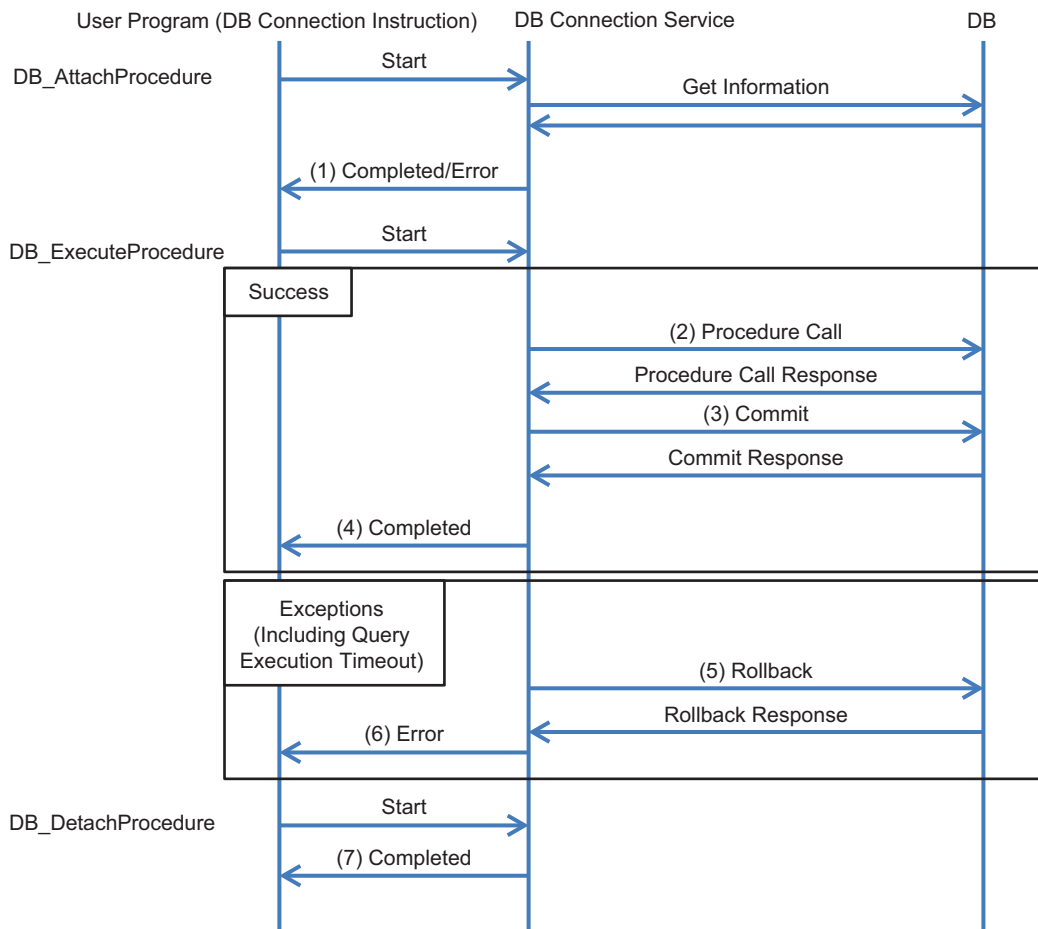 User Program (DB Connection Instruction)
DB Connection Service
DB
DB_AttachProcedure
Start
Get Information
(1) Completed/Error
DB_ExecuteProcedure
Start
Success
(2) Procedure Call
Procedure Call Response
(3) Commit
Commit Response
(4) Completed
Exceptions
(Including Query
Execution Timeout)
(5) Rollback
Rollback Response
(6) Error
DB_DetachProcedure
Start
(7) Completed